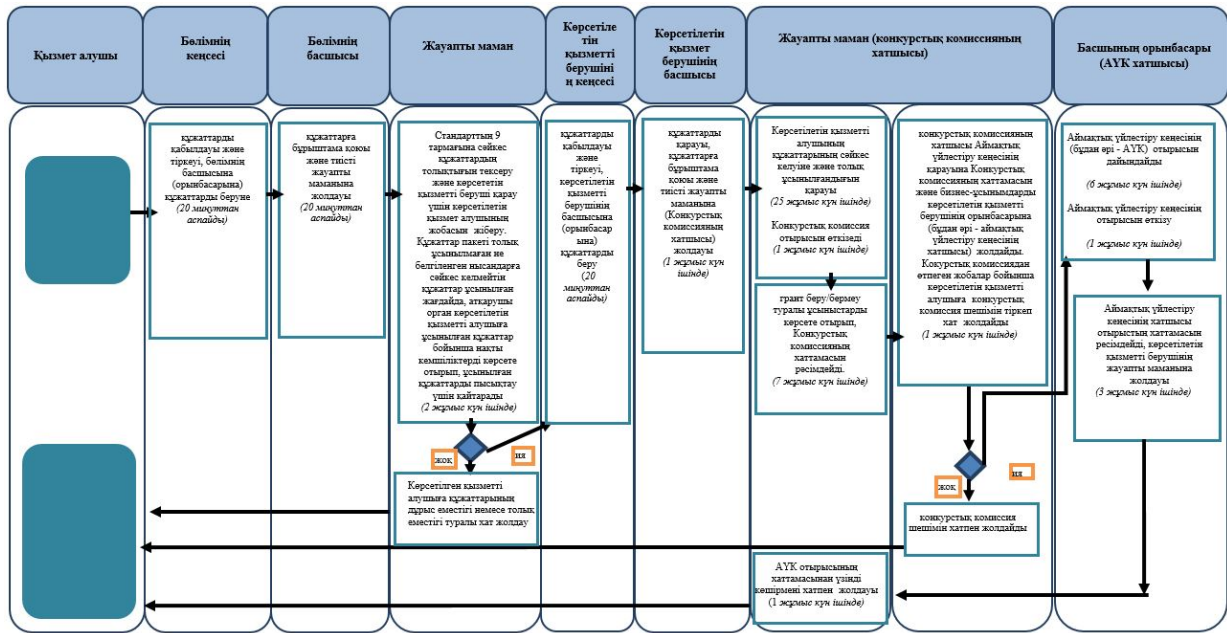 Қызмет алушы
Бөлімнің
кеңсесі
Бөлімнің
басшысы
Жауапты маман
Көрсетіле
тін
қызметті
берушіні
ң кеңсесі
Көрсетілетін
қызмет
берушінің
басшысы
Жауапты маман (конкурстық комиссияның
хатшысы)
Басшының орынбасары
(АҮК хатшысы)
құжаттарды
қабылдауы және
тіркеуі, бөлімнің
басшысына
(орынбасарына)
құжаттарды беруне
(20 минуттан
аспайды)
құжаттарға
бұрыштама қоюы
және тиісті
жауапты
маманына
жолдауы
(20 минуттан
аспайды)
Стандарттың 9
тармағына сәйкес
құжаттардың
толықтығын тексеру
және көрсететін
қызметті беруші қарау
үшін көрсетілетін
қызмет алушының
жобасын жіберу.
Құжаттар пакеті толық
ұсынылмаған не
белгіленген нысандарға
сәйкес келмейтін
құжаттар ұсынылған
жағдайда, атқарушы
орган көрсетілетін
қызметті алушыға
ұсынылған құжаттар
бойынша нақты
кемшіліктерді көрсете
отырып, ұсынылған
құжаттарды пысықтау
үшін қайтарады
(2 жұмыс күн ішінде)
жоқ
ия
Көрсетілген қызметті
алушыға құжаттарының
дұрыс еместігі немесе толық
еместігі туралы хат жолдау
құжаттарды
қабылдауы
және
тіркеуі,
көрсетілетін
қызметті
берушінің
басшысына
(орынбасар
ына)
құжаттарды
беру
(20
минуттан
аспайды)
құжаттарды
қарауы,
құжаттарға
бұрыштама
қоюы және
тиісті жауапты
маманына
(Конкурстық
комиссияның
хатшысы)
жолдауы
(1 жұмыс күн
ішінде)
Көрсетілетін қызметті
алушының
құжаттарының сәйкес
келуіне және толық
ұсынылғандығын
қарауы
(25 жұмыс күн ішінде)
Конкурстық комиссия
отырысын өткізеді
(1 жұмыс күн ішінде)
грант беру/бермеу
туралы ұсыныстарды
көрсете отырып,
Конкурстық
комиссияның
хаттамасын
рәсімдейді.
(7 жұмыс күн ішінде)
конкурстық комиссияның
хатшысы Аймақтық
үйлестіру кеңесінің
қарауына Конкурстық
комиссияның хаттамасын
және бизнес-ұсынымдарды
көрсетілетін қызметті
берушінің орынбасарына
(бұдан әрі - аймақтық
үйлестіру кеңесінің
хатшысы) жолдайды.
Кокурстық комиссиядан
өтпеген жобалар бойынша
көрсетілетін қызметті
алушыға конкурстық
комиссия шешімін тіркеп
хат жолдайды
(1 жұмыс күн ішінде)
жоқ
ия
конкурстық комиссия
шешімін хатпен жолдайды
АҮК отырысының
хаттамасынан үзінді
көшірмені хатпен жолдауы
(1 жұмыс күн ішінде)
Аймақтық үйлестіру кеңесінің
(бұдан әрі - АҮК) отырысын
дайындайды
(6 жұмыс күн ішінде)
Аймақтық үйлестіру кеңесінің
отырысын өткізу
(1 жұмыс күн ішінде)
Аймақтық үйлестіру
кеңесінің хатшысы
отырыстың хаттамасын
ресімдейді, көрсетілетін
қызметті берушінің
жауапты маманына
жолдауы
(3 жұмыс күн ішінде)